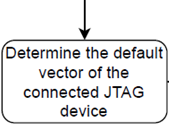 Determine the default
vector of the
connected JTAG
device